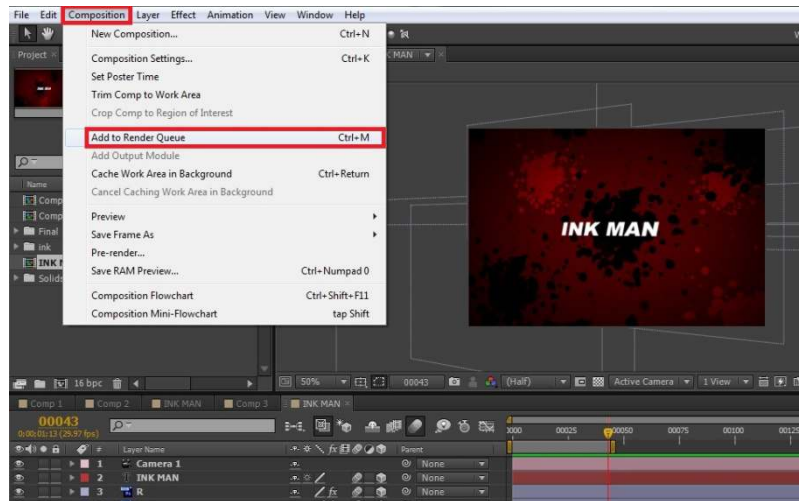 File Edit Composition Layer Effect Animation View Window Help
New Composition... Ctrl+N
Composition Settings... Ctrl+K
Set Poster Time
Trim Comp to Work Area
Crop Comp to Region of Interest
Add to Render Queue Ctrl+M
Add Output Module
Cache Work Area in Background Ctrl+Return
Cancel Caching Work Area in Background
Preview
Save Frame As
Pre-render...
Save RAM Preview... Ctrl+Numpad 0
Composition Flowchart Ctrl+Shift+F11
Composition Mini-Flowchart tap Shift
Project
MAN
Name
Comp
Comp
Final
ink
INK
Solids
INK MAN
16 bpc
50% 00043 (Half) Active Camera 1 View
Comp 1 Comp 2 INK MAN Comp 3 INK MAN
00043
0:00:01:13 (29.97 fps)
00025 00050 00075 00100 00125
# Layer Name Parent
1 Camera 1 None
2 T INK MAN None
3 R fx None